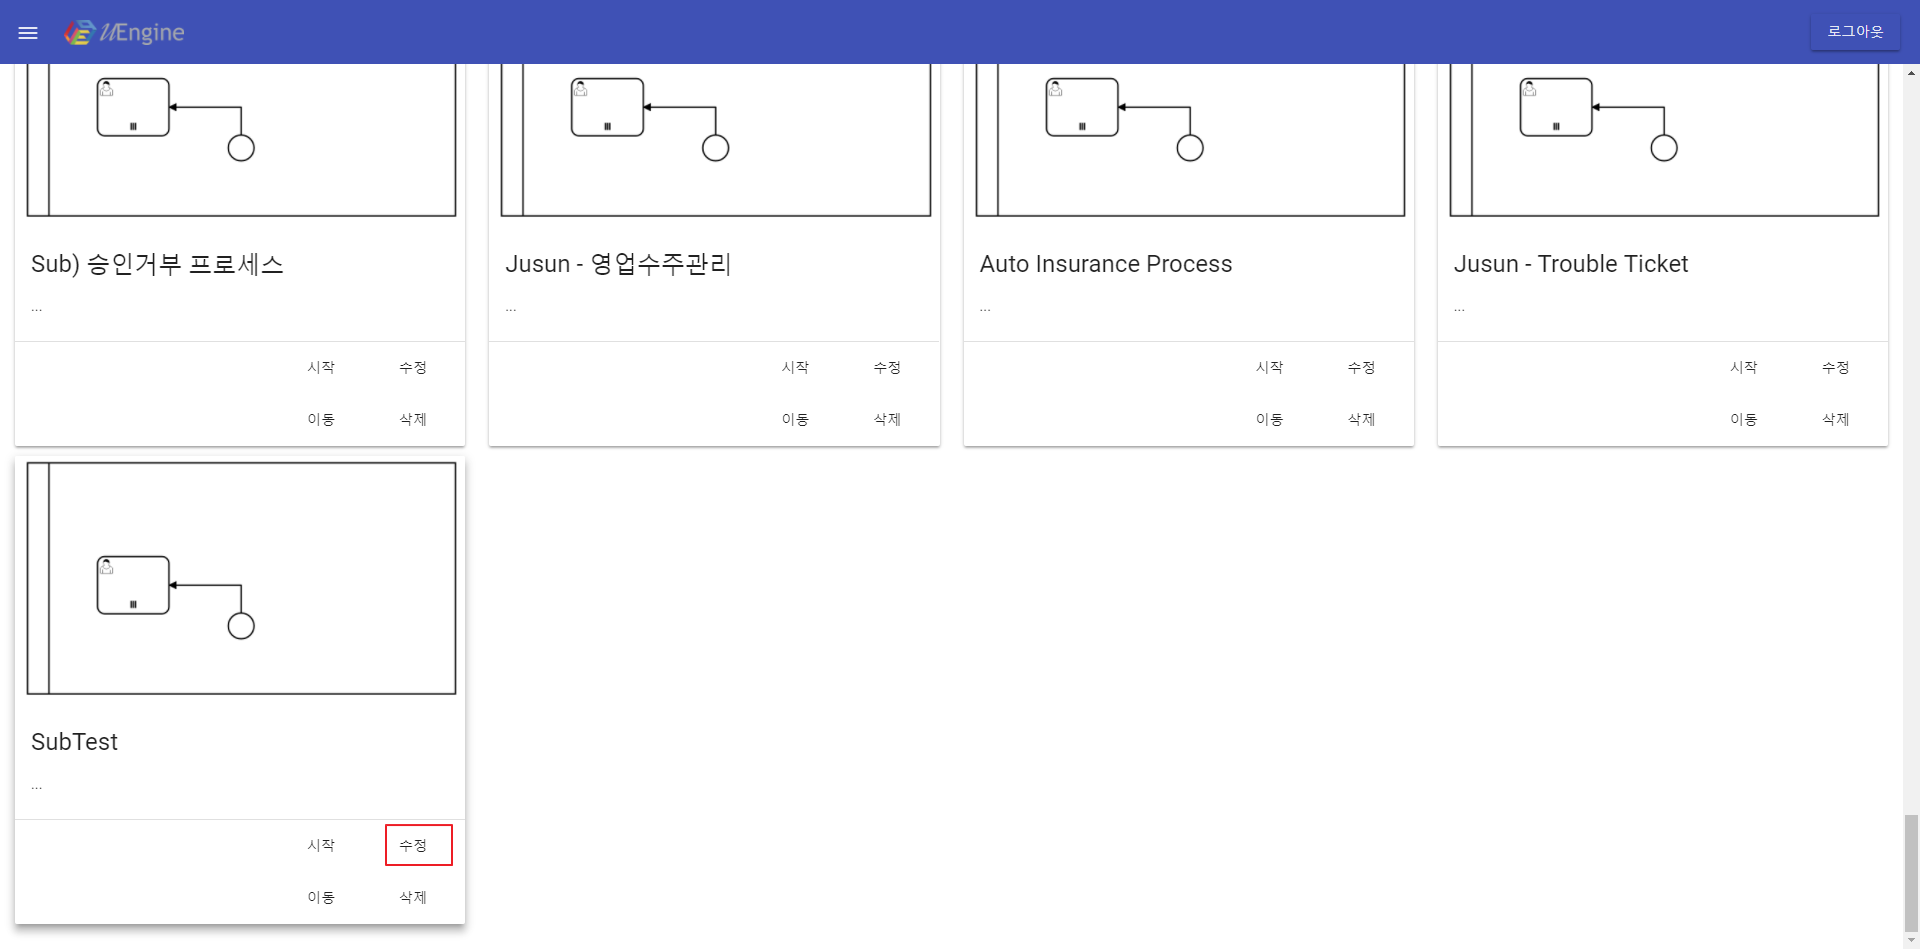 uEngine
로그아웃
Sub) 승인거부 프로세스
...
시작 수정
이동 삭제
Jusun - 영업수주관리
...
시작 수정
이동 삭제
Auto Insurance Process
...
시작 수정
이동 삭제
Jusun - Trouble Ticket
...
시작 수정
이동 삭제
SubTest
...
시작 수정
이동 삭제